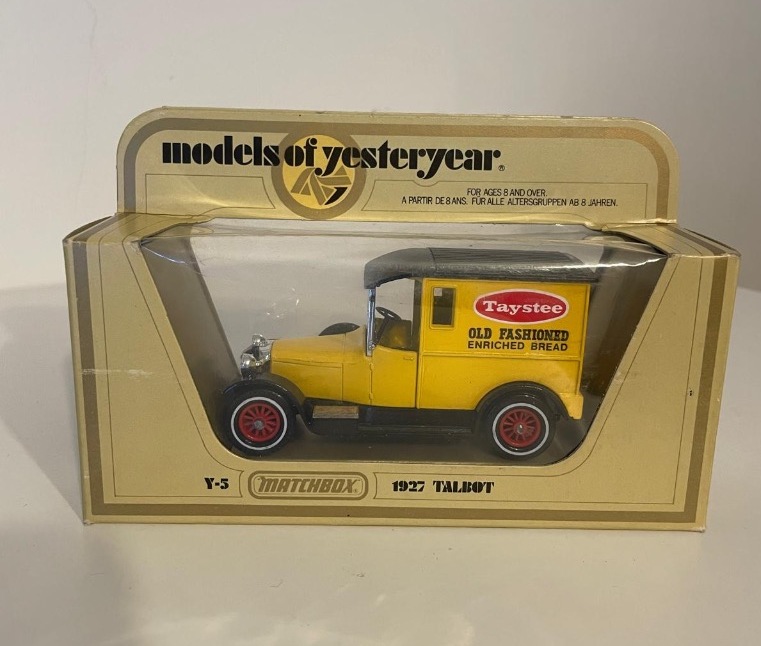 models of yesteryear®
FOR AGES 8 AND OVER.
A PARTIR DE 8 ANS. FÜR ALLE ALTERSGRUPPEN AB 8 JAHREN.
Taystee
OLD FASHIONED
ENRICHED BREAD
Y-5 MATCHBOX 1927 TALBOT